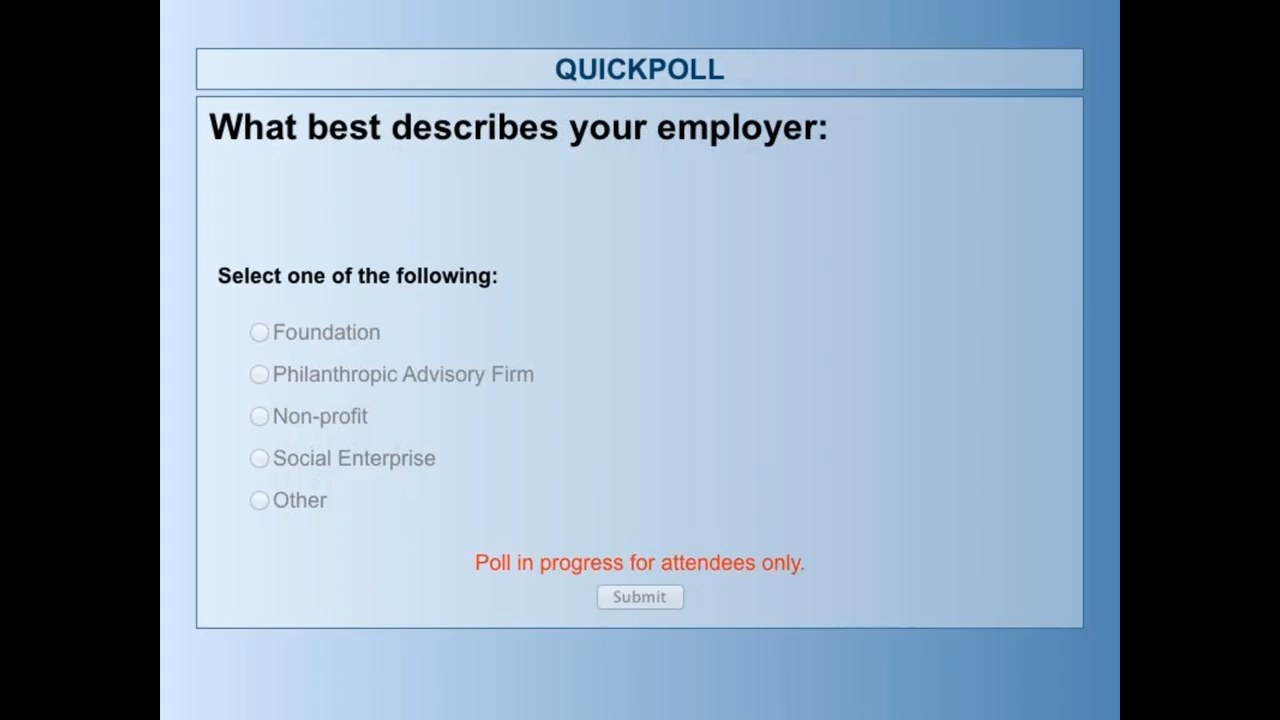 QUICKPOLL
What best describes your employer:
Select one of the following:
Foundation
Philanthropic Advisory Firm
Non-profit
Social Enterprise
Other
Poll in progress for attendees only.
Submit